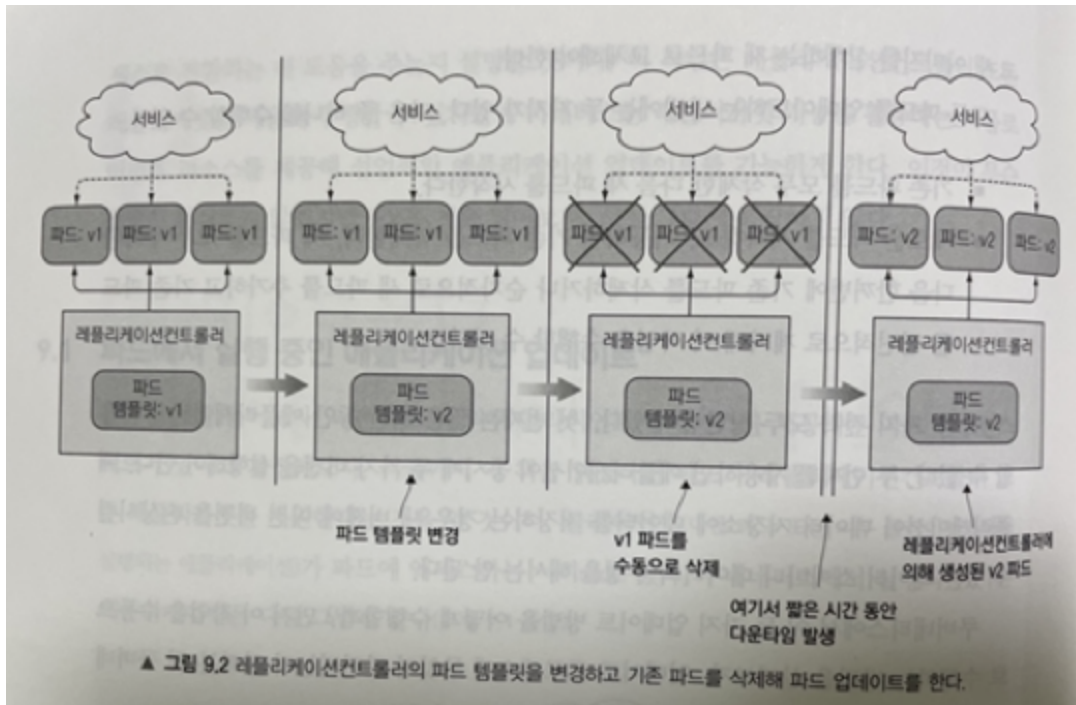 서비스
서비스
서비스
서비스
파드: v1 파드: v1 파드: v1
파드: v1 파드: v1 파드: v1
파드: v1 파드: v1 파드: v1
파드: v2 파드: v2 파드: v2
레플리케이션컨트롤러
파드
템플릿: v1
레플리케이션컨트롤러
파드
템플릿: v2
레플리케이션컨트롤러
파드
템플릿: v2
레플리케이션컨트롤러
파드
템플릿: v2
파드 템플릿 변경
v1 파드를
수동으로 삭제
여기서 짧은 시간 동안
다운타임 발생
레플리케이션컨트롤러에
의해 생성된 v2 파드
▲ 그림 9.2 레플리케이션컨트롤러의 파드 템플릿을 변경하고 기존 파드를 삭제해 파드 업데이트를 한다.